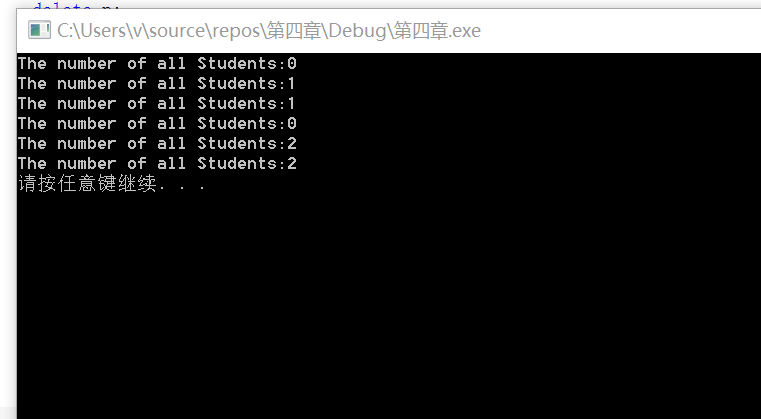 delete p;
C:\Users\v\source\repos\第四章\Debug\第四章.exe
The number of all Students:0
The number of all Students:1
The number of all Students:1
The number of all Students:0
The number of all Students:2
The number of all Students:2
请按任意键继续. . .